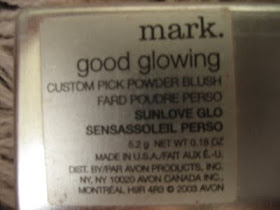 mark.
good glowing
CUSTOM PICK POWDER BLUSH
FARD POUDRE PERSO
SUNLOVE GLO
SENSASSOLEIL PERSO
5.2 g NET WT 0.18 OZ
MADE IN U.S.A./FAIT AUX É.-U.
DIST. BY/PAR AVON PRODUCTS, INC.
NY, NY 10020 AVON CANADA INC.,
MONTRÉAL H9R 4R3 © 2003 AVON